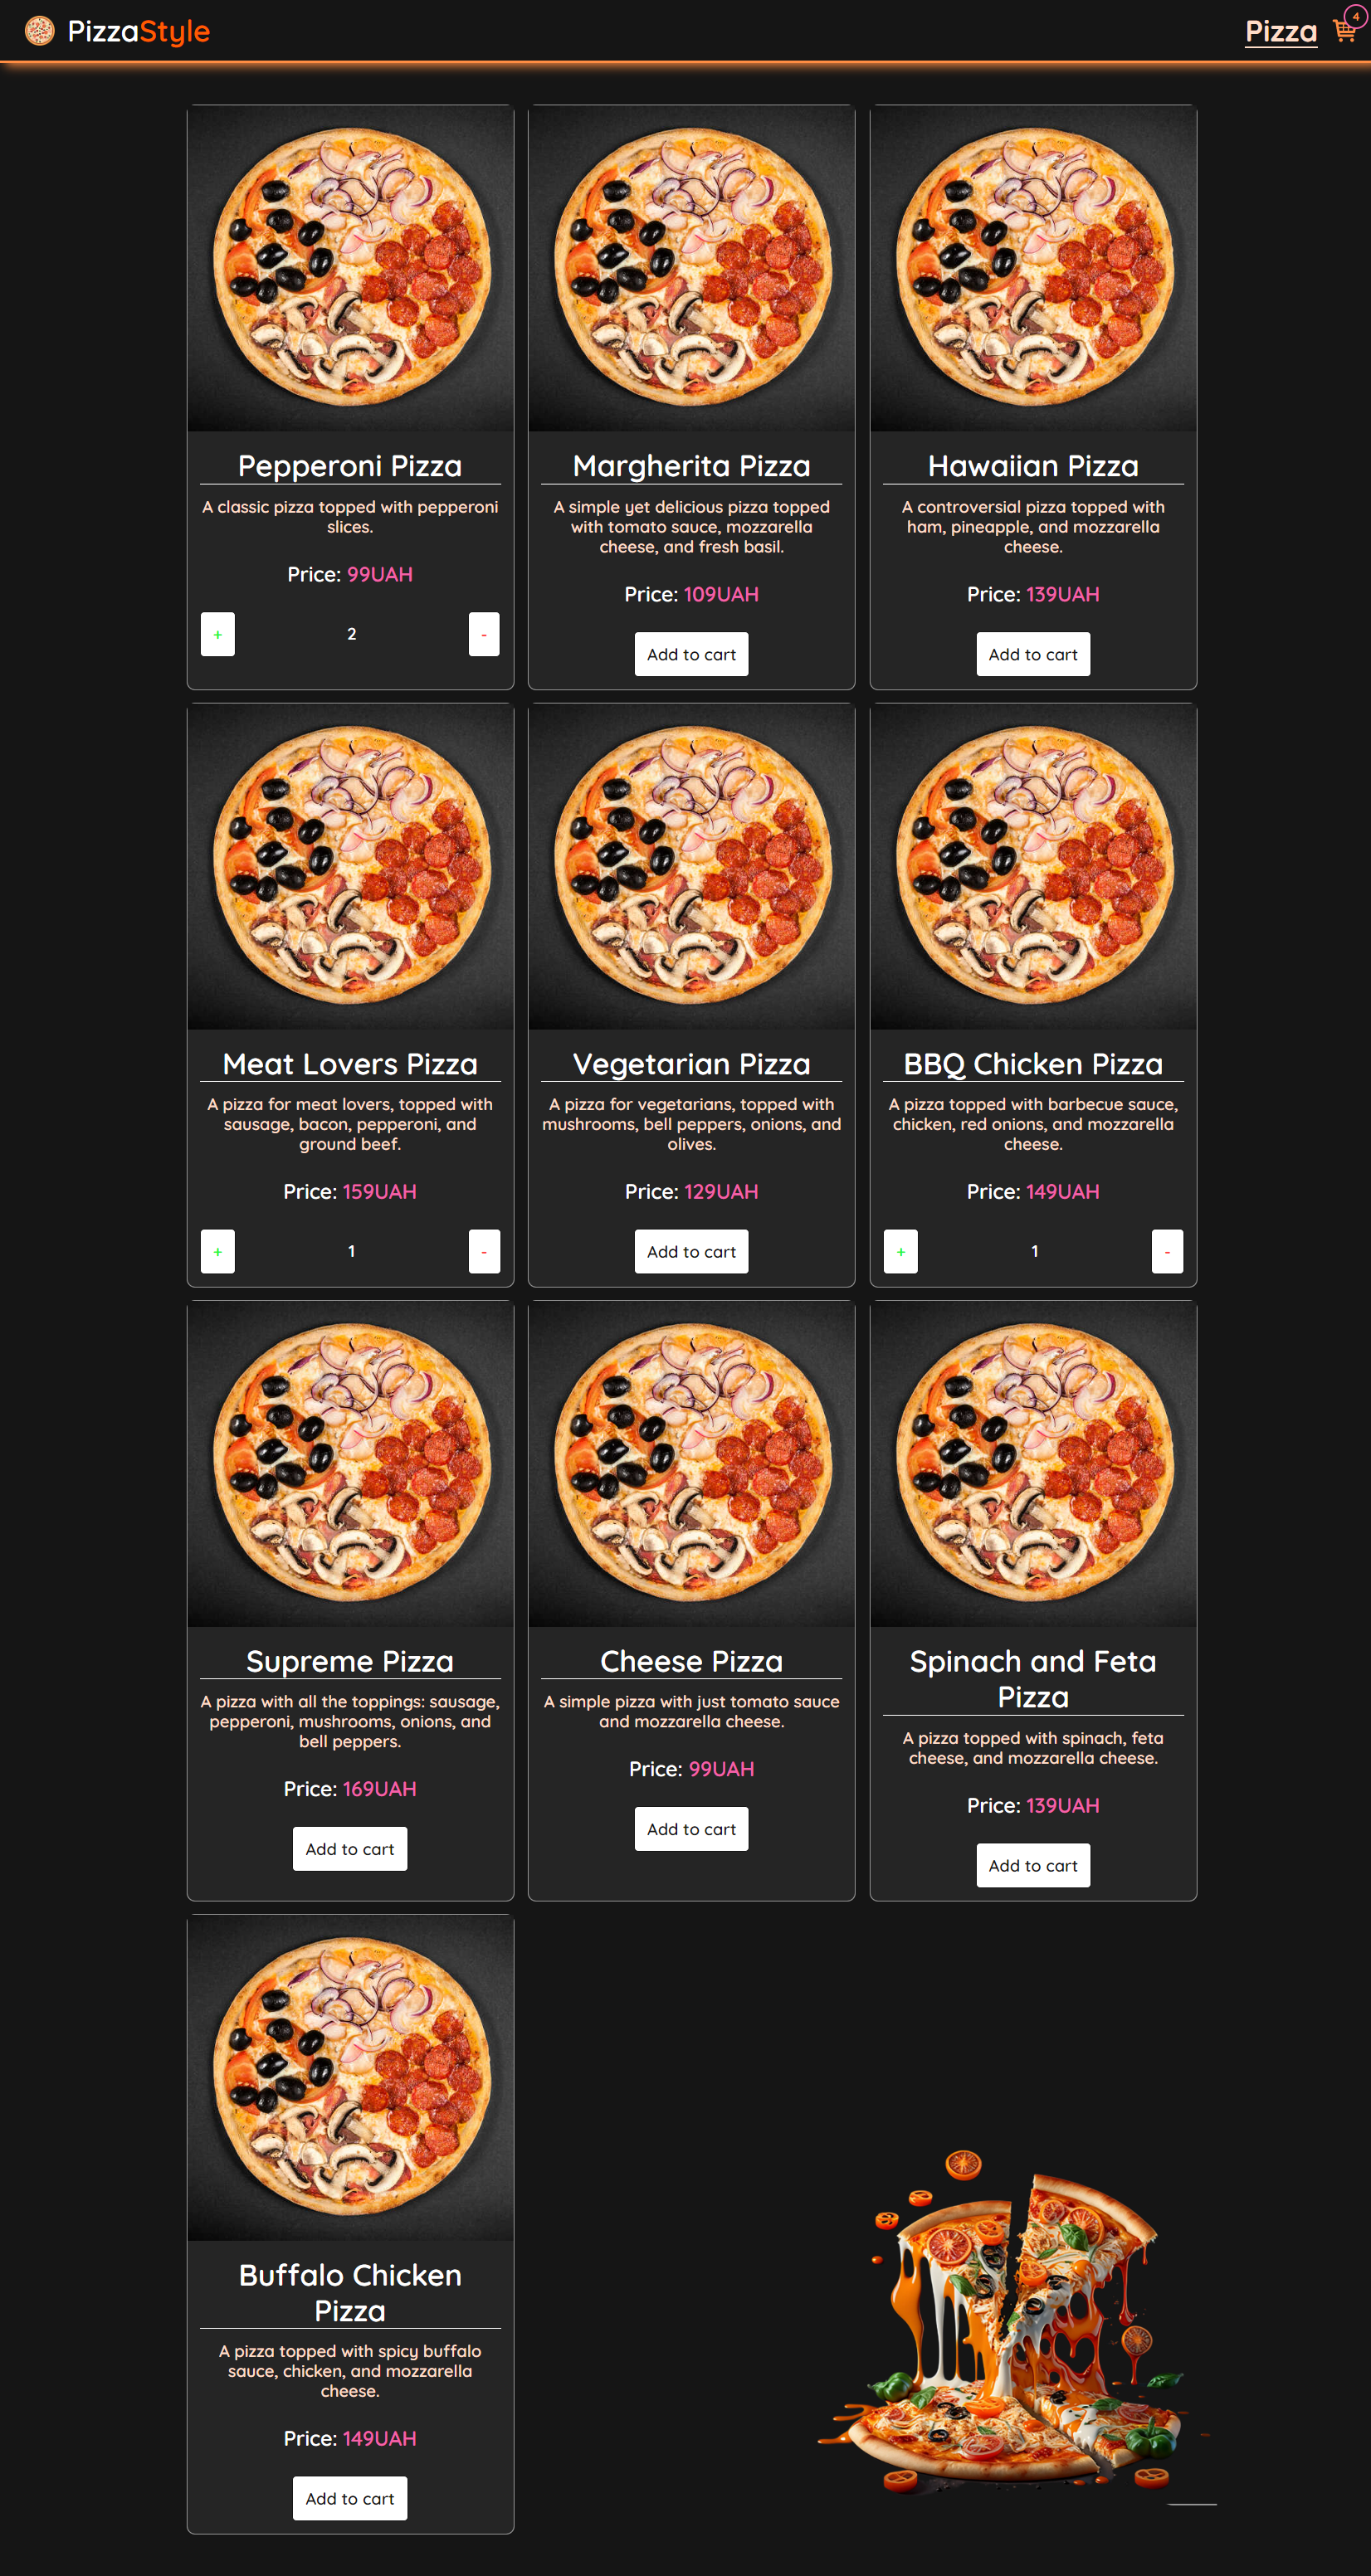 PizzaStyle
Pizza
4
Pepperoni Pizza
A classic pizza topped with pepperoni
slices.
Price: 99UAH
+
2
-
Margherita Pizza
A simple yet delicious pizza topped
with tomato sauce, mozzarella
cheese, and fresh basil.
Price: 109UAH
Add to cart
Hawaiian Pizza
A controversial pizza topped with
ham, pineapple, and mozzarella
cheese.
Price: 139UAH
Add to cart
Meat Lovers Pizza
A pizza for meat lovers, topped with
sausage, bacon, pepperoni, and
ground beef.
Price: 159UAH
+
1
-
Vegetarian Pizza
A pizza for vegetarians, topped with
mushrooms, bell peppers, onions, and
olives.
Price: 129UAH
Add to cart
BBQ Chicken Pizza
A pizza topped with barbecue sauce,
chicken, red onions, and mozzarella
cheese.
Price: 149UAH
+
1
-
Supreme Pizza
A pizza with all the toppings: sausage,
pepperoni, mushrooms, onions, and
bell peppers.
Price: 169UAH
Add to cart
Cheese Pizza
A simple pizza with just tomato sauce
and mozzarella cheese.
Price: 99UAH
Add to cart
Spinach and Feta
Pizza
A pizza topped with spinach, feta
cheese, and mozzarella cheese.
Price: 139UAH
Add to cart
Buffalo Chicken
Pizza
A pizza topped with spicy buffalo
sauce, chicken, and mozzarella
cheese.
Price: 149UAH
Add to cart